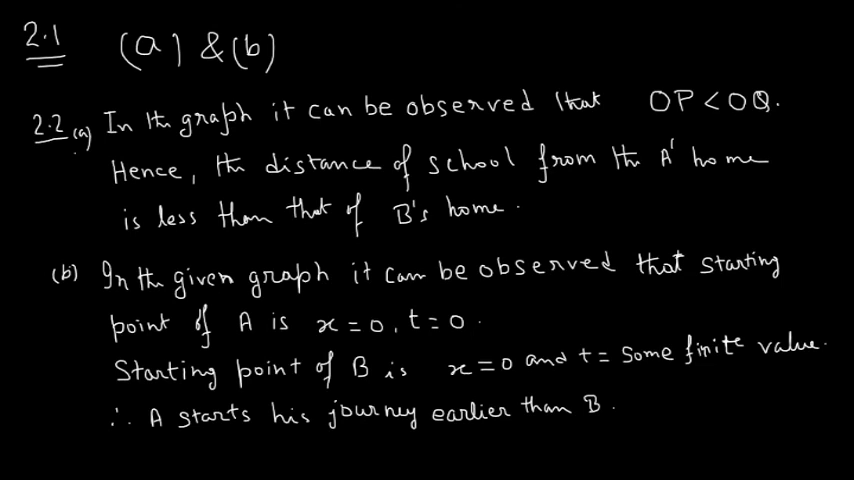 2.1 (a) & (b)
2.2 (a) In the graph it can be observed that OP < OQ.
Hence, the distance of school from the A' home
is less than that of B's home.
(b) In the given graph it can be observed that starting
point of A is x = 0, t = 0.
Starting point of B is x = 0 and t = some finite value.
∴ A starts his journey earlier than B.